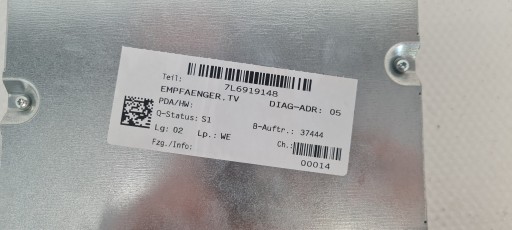 Teil:
7L6919148
EMPFAENGER,TV DIAG-ADR: 05
PDA/HW:
Q-Status: S1 B-Auftr.: 37444
Lg: 02 Lp.: WE Ch.:
Fzg./Info: 00014